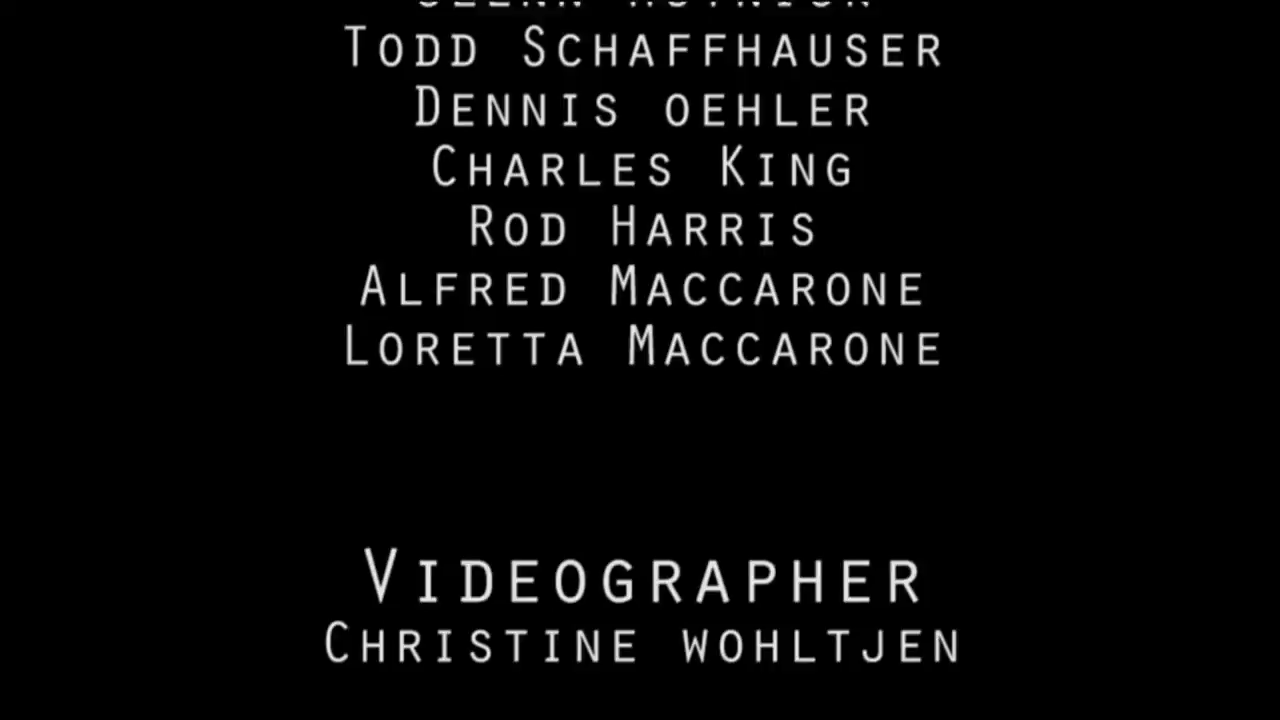 Todd Schaffhauser
Dennis oehler
Charles King
Rod Harris
Alfred Maccarone
Loretta Maccarone
Videographer
Christine wohltjen